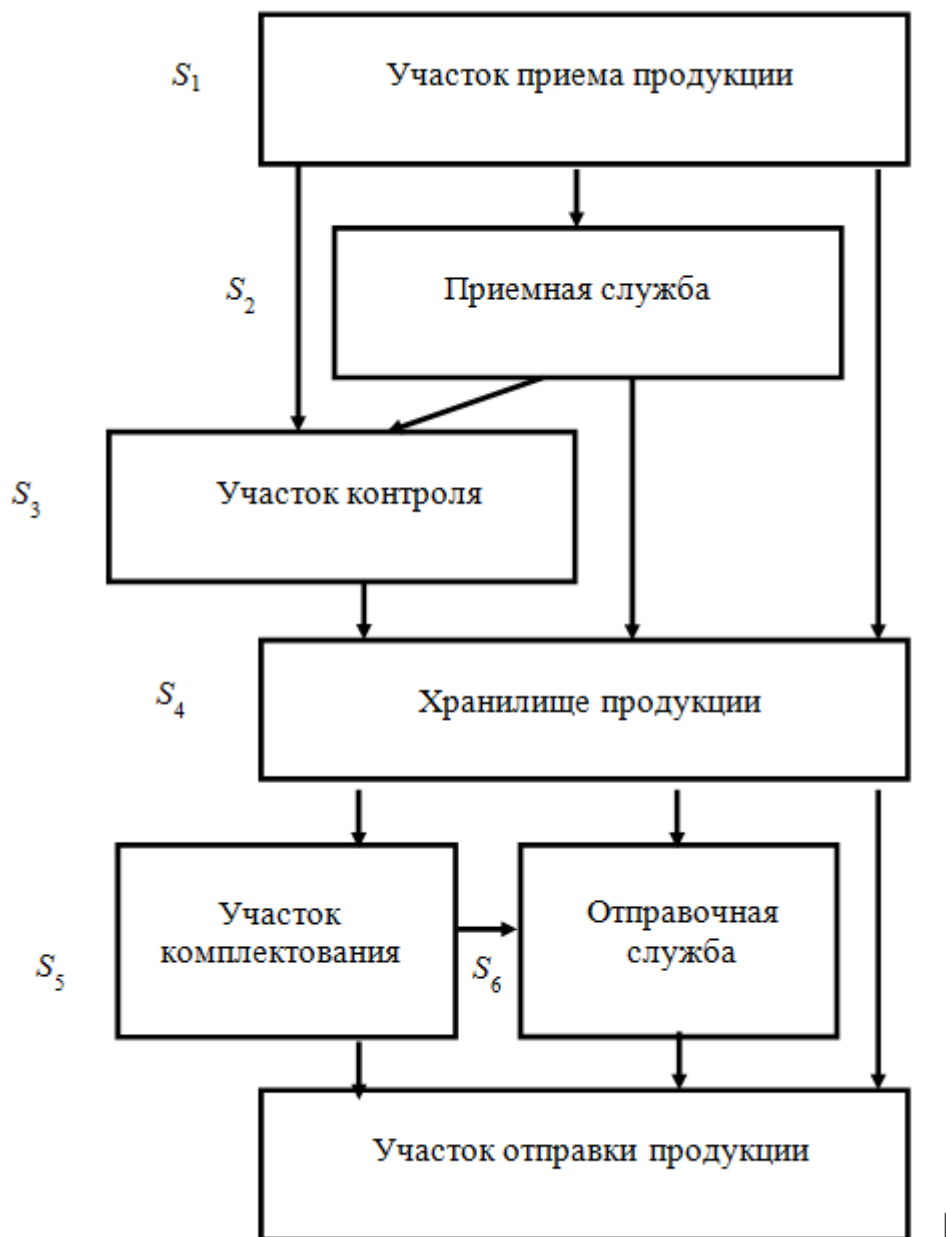 S1
Участок приема продукции
S2
Приемная служба
S3
Участок контроля
S4
Хранилище продукции
S5
Участок
комплектования
S6
Отправочная
служба
Участок отправки продукции